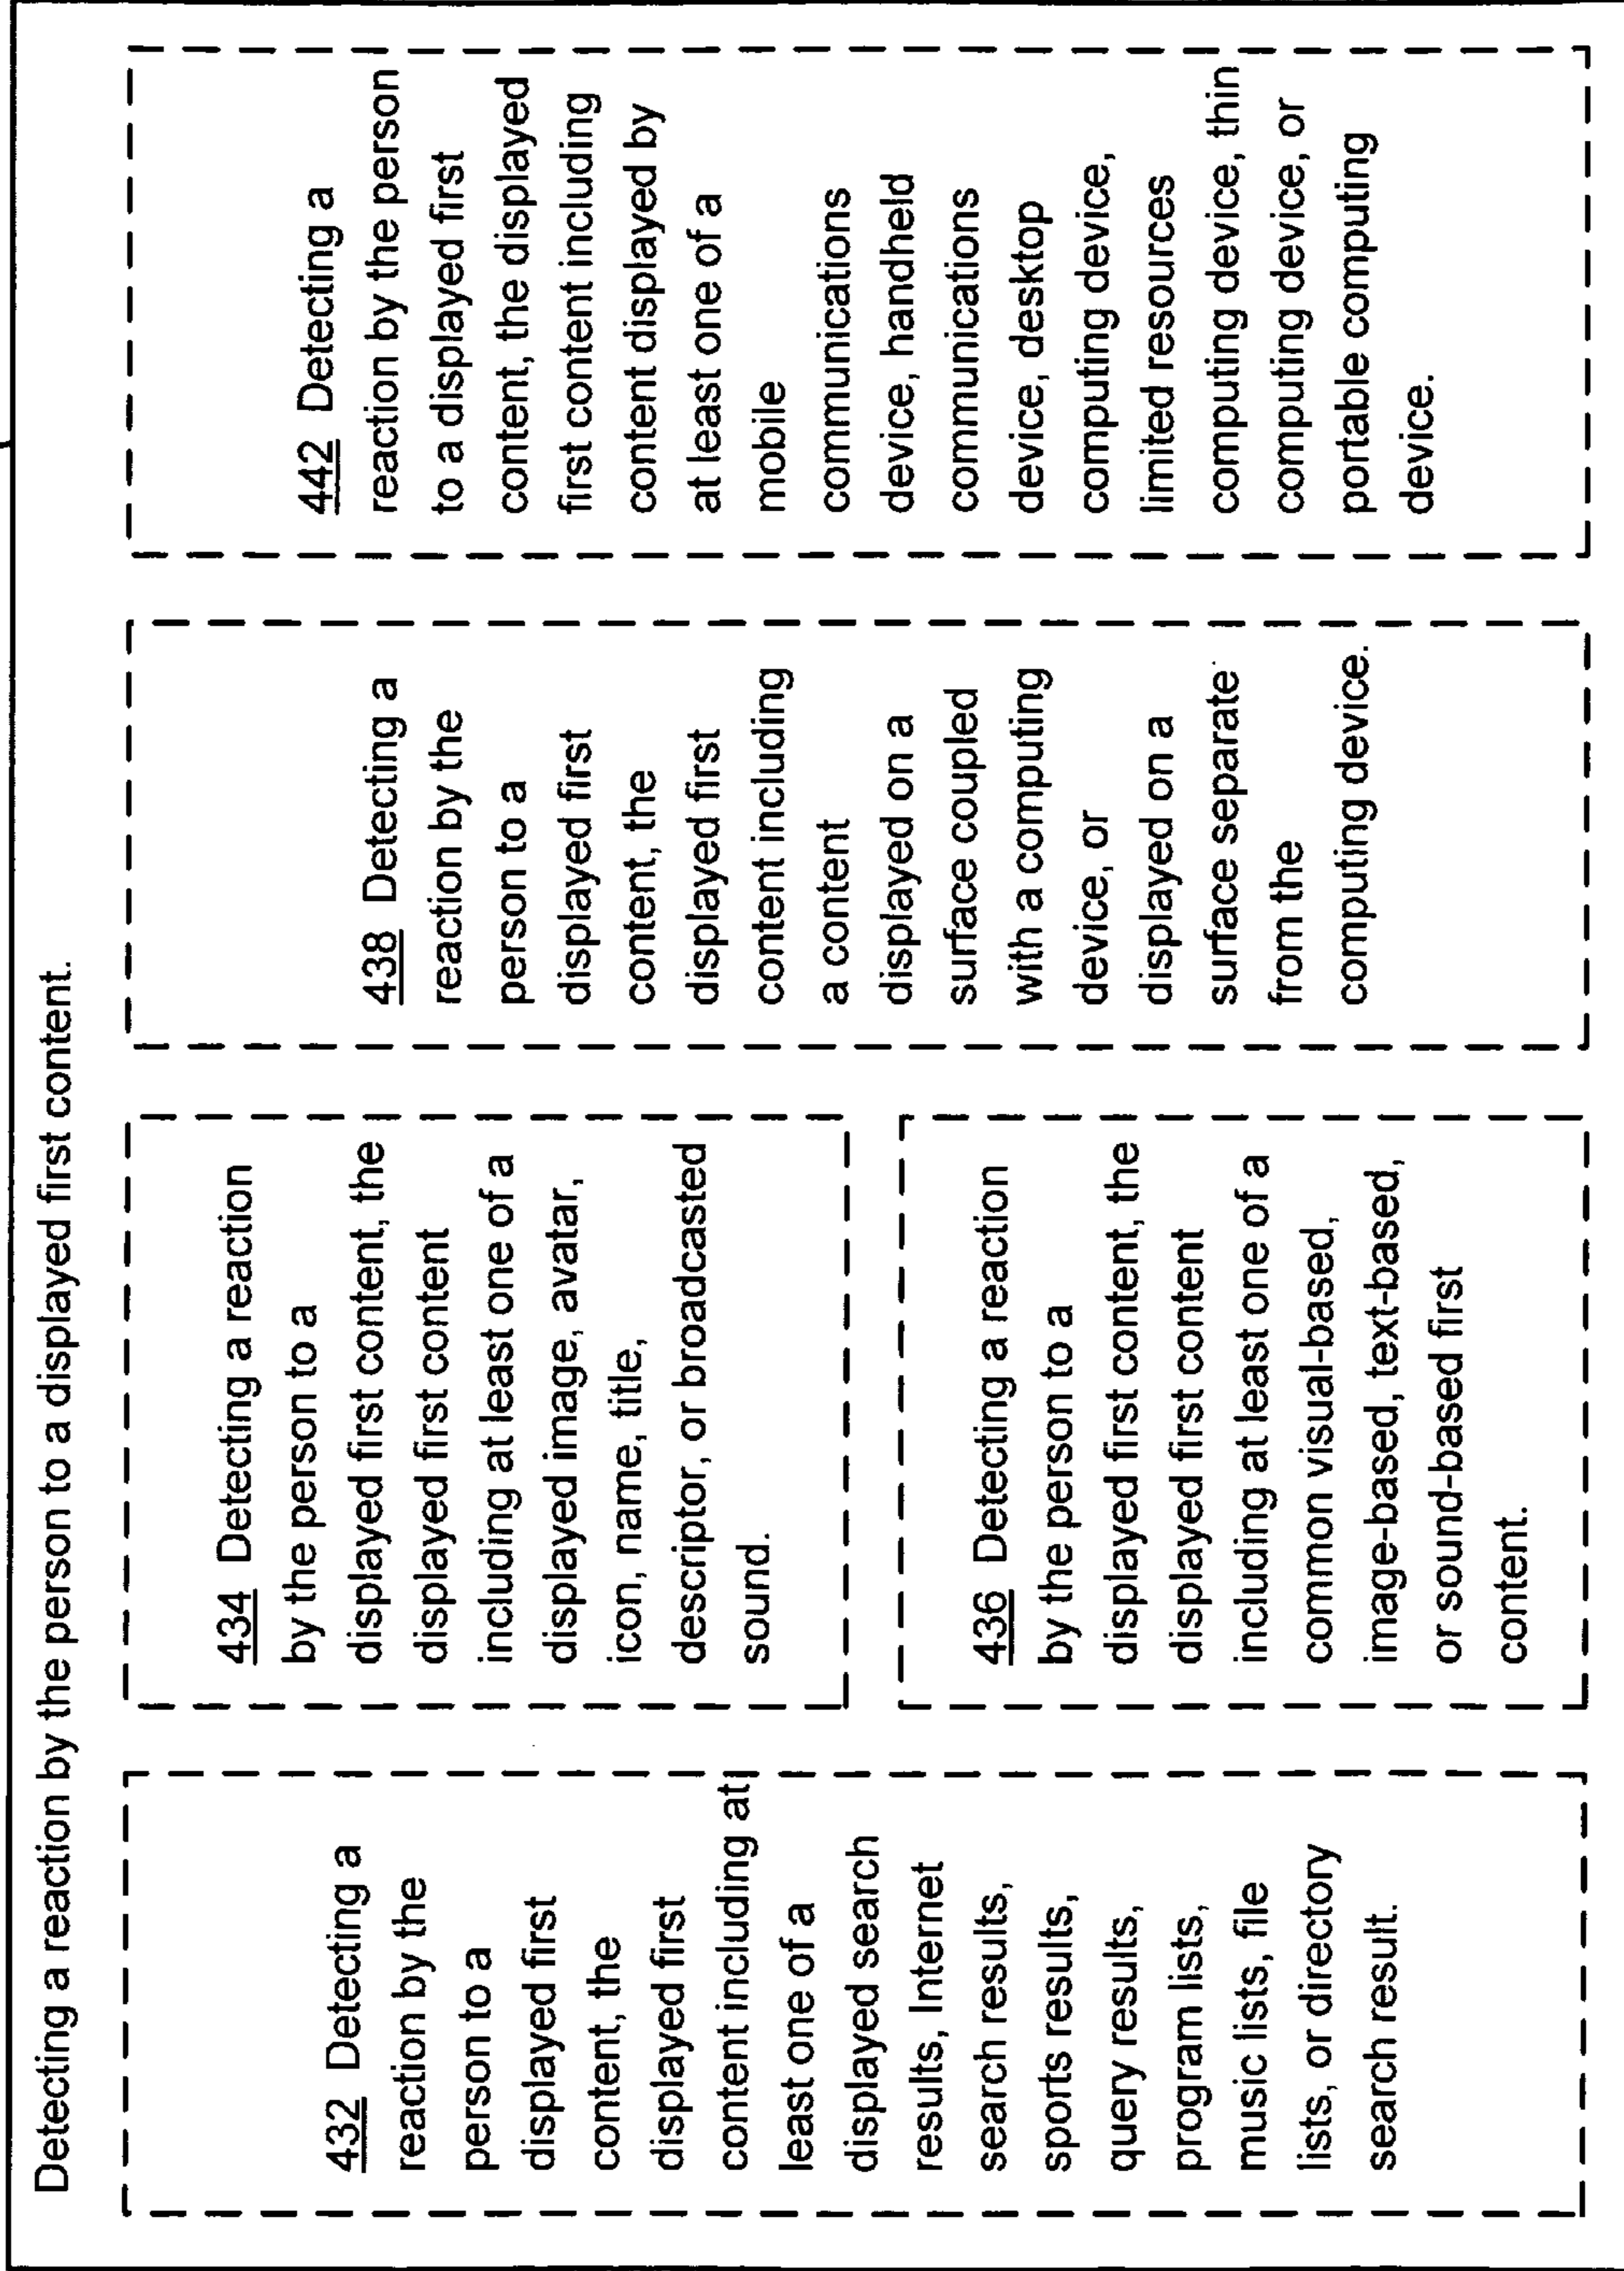 Detecting a reaction by the person to a displayed first content.
432 Detecting a
reaction by the
person to a
displayed first
content, the
displayed first
content including at
least one of a
displayed search
results, Internet
search results,
sports results,
query results,
program lists,
music lists, file
lists, or directory
search result.
434 Detecting a reaction
by the person to a
displayed first content, the
displayed first content
including at least one of a
displayed image, avatar,
icon, name, title,
descriptor, or broadcasted
sound.
436 Detecting a reaction
by the person to a
displayed first content, the
displayed first content
including at least one of a
common visual-based,
image-based, text-based,
or sound-based first
content.
438 Detecting a
reaction by the
person to a
displayed first
content, the
displayed first
content including
a content
displayed on a
surface coupled
with a computing
device, or
displayed on a
surface separate
from the
computing device.
442 Detecting a
reaction by the person
to a displayed first
content, the displayed
first content including
content displayed by
at least one of a
mobile
communications
device, handheld
communications
device, desktop
computing device,
limited resources
computing device, thin
computing device, or
portable computing
device.